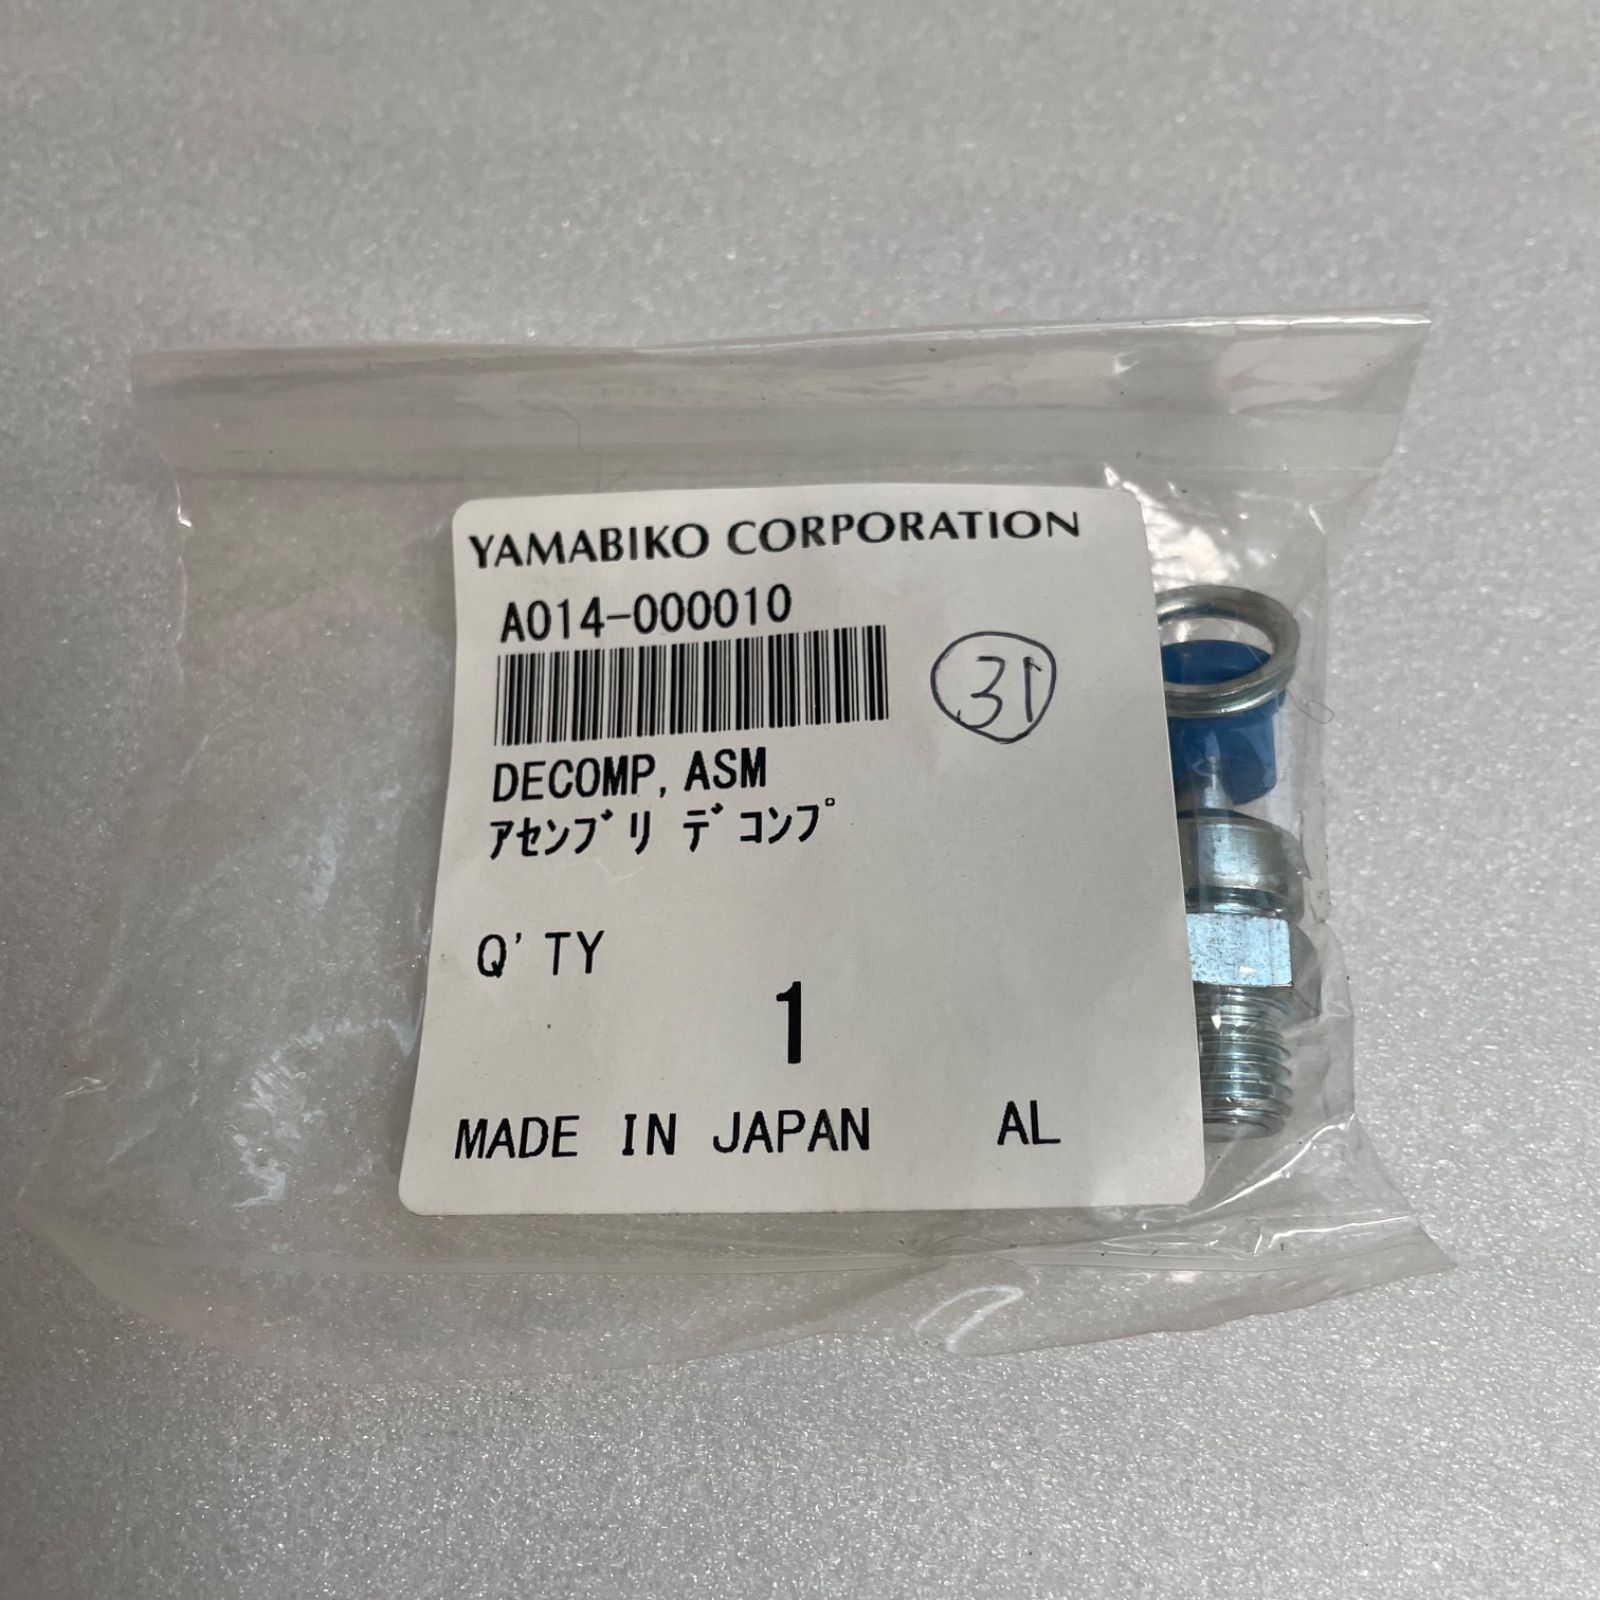 YAMABIKO CORPORATION
A014-000010
31
DECOMP, ASM
ｱｾﾝﾌﾞﾘ ﾃﾞｺﾝﾌﾟ
Q'TY
1
MADE IN JAPAN AL